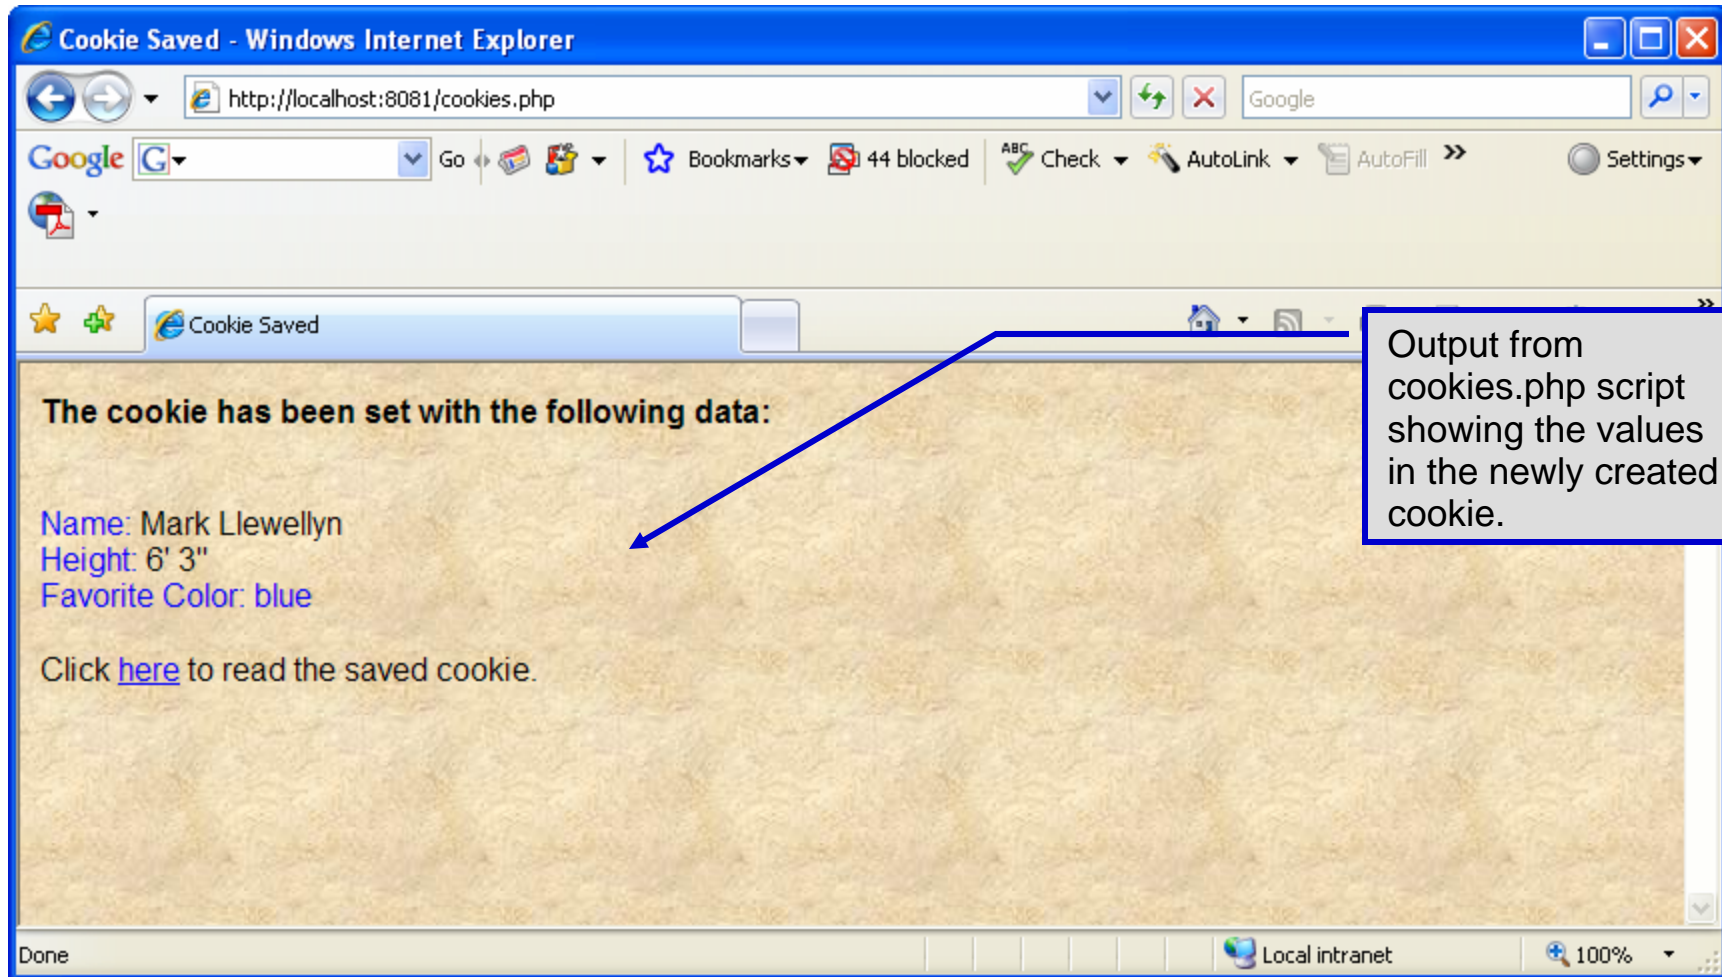 Cookie Saved - Windows Internet Explorer
http://localhost:8081/cookies.php
Google
Google G Go Bookmarks 44 blocked ABC Check AutoLink AutoFill » Settings
Cookie Saved
»
Output from
cookies.php script
showing the values
in the newly created
cookie.
The cookie has been set with the following data:
Name: Mark Llewellyn
Height: 6' 3"
Favorite Color: blue
Click here to read the saved cookie.
Done Local intranet 100%